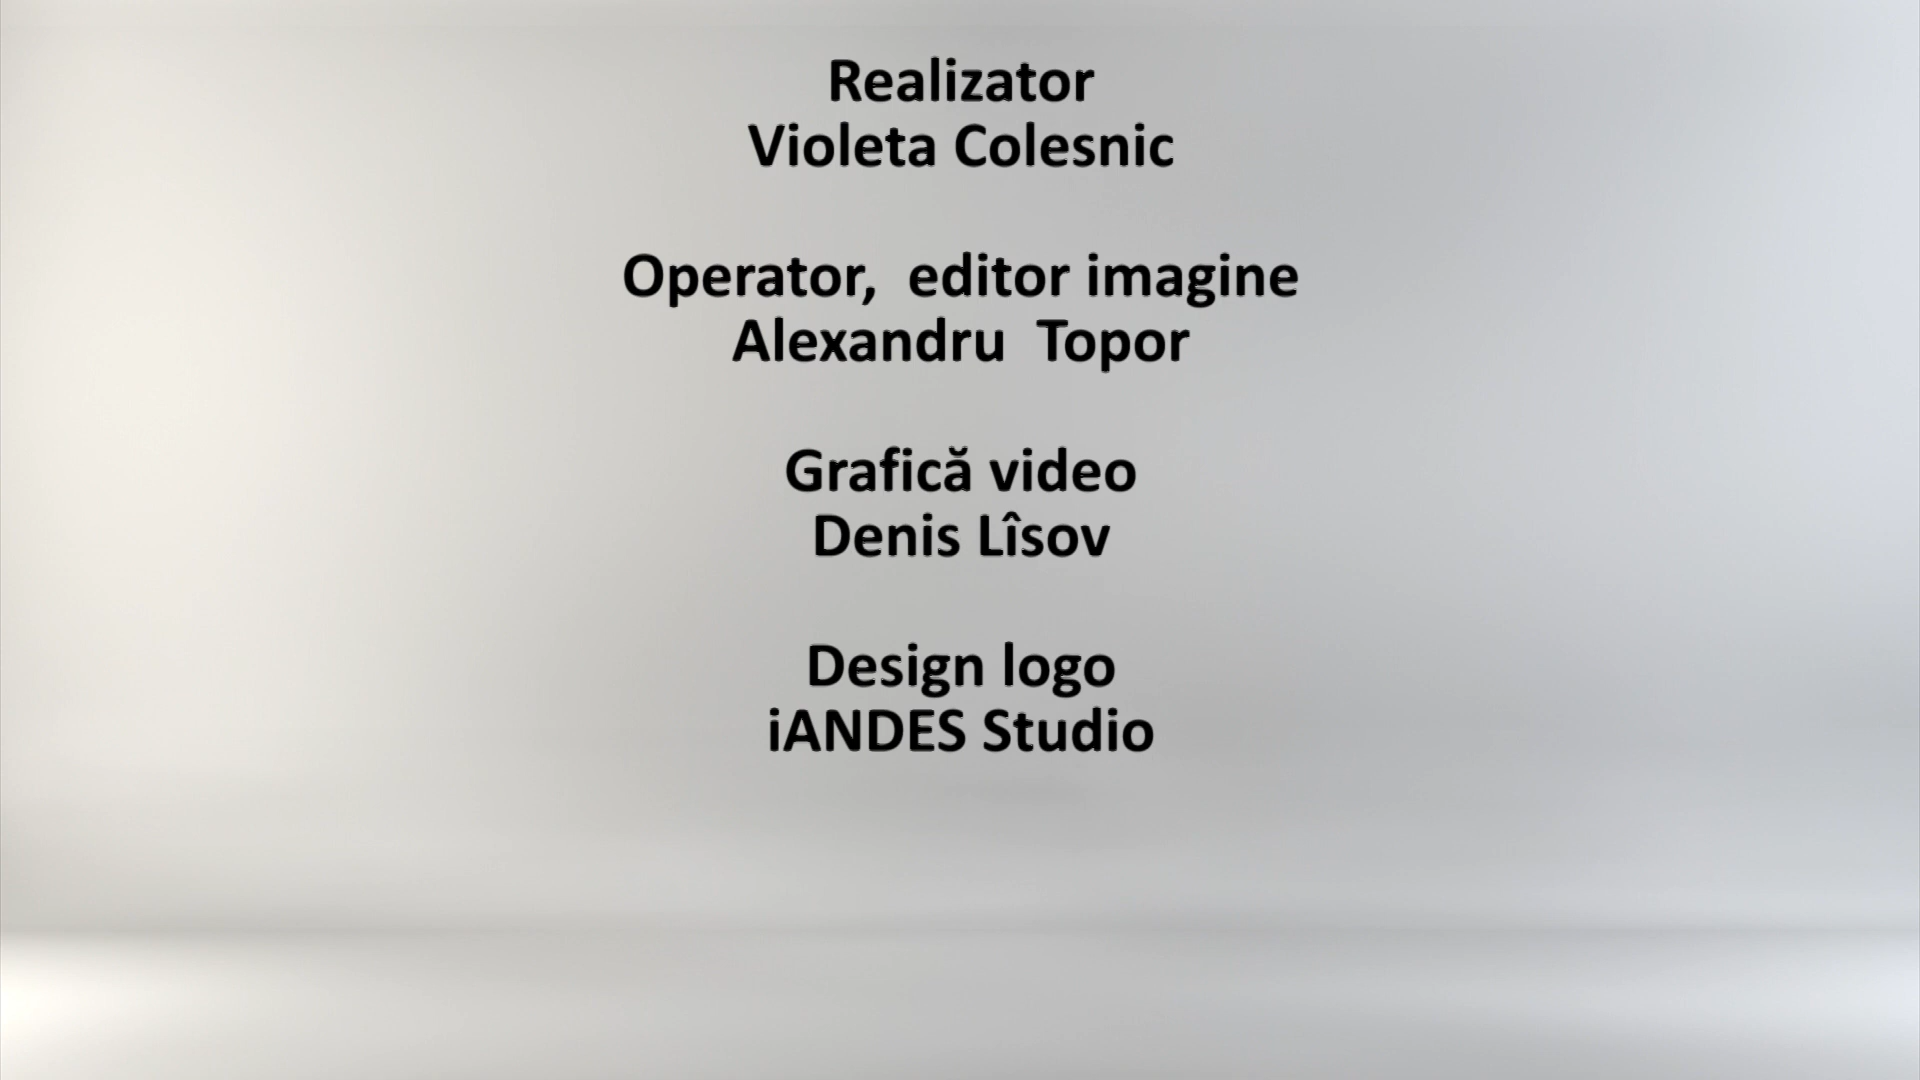 Realizator
Violeta Colesnic
Operator,  editor imagine
Alexandru  Topor
Grafică video
Denis Lîsov
Design logo
iANDES Studio